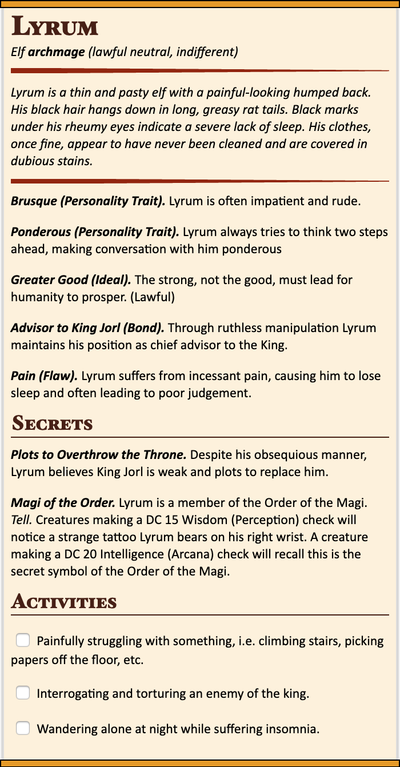 Lyrum
Elf archmage (lawful neutral, indifferent)
Lyrum is a thin and pasty elf with a painful-looking humped back.
His black hair hangs down in long, greasy rat tails. Black marks
under his rheumy eyes indicate a severe lack of sleep. His clothes,
once fine, appear to have never been cleaned and are covered in
dubious stains.
Brusque (Personality Trait). Lyrum is often impatient and rude.
Ponderous (Personality Trait). Lyrum always tries to think two steps
ahead, making conversation with him ponderous
Greater Good (Ideal). The strong, not the good, must lead for
humanity to prosper. (Lawful)
Advisor to King Jorl (Bond). Through ruthless manipulation Lyrum
maintains his position as chief advisor to the King.
Pain (Flaw). Lyrum suffers from incessant pain, causing him to lose
sleep and often leading to poor judgement.
Secrets
Plots to Overthrow the Throne. Despite his obsequious manner,
Lyrum believes King Jorl is weak and plots to replace him.
Magi of the Order. Lyrum is a member of the Order of the Magi.
Tell. Creatures making a DC 15 Wisdom (Perception) check will
notice a strange tattoo Lyrum bears on his right wrist. A creature
making a DC 20 Intelligence (Arcana) check will recall this is the
secret symbol of the Order of the Magi.
Activities
Painfully struggling with something, i.e. climbing stairs, picking
papers off the floor, etc.
Interrogating and torturing an enemy of the king.
Wandering alone at night while suffering insomnia.